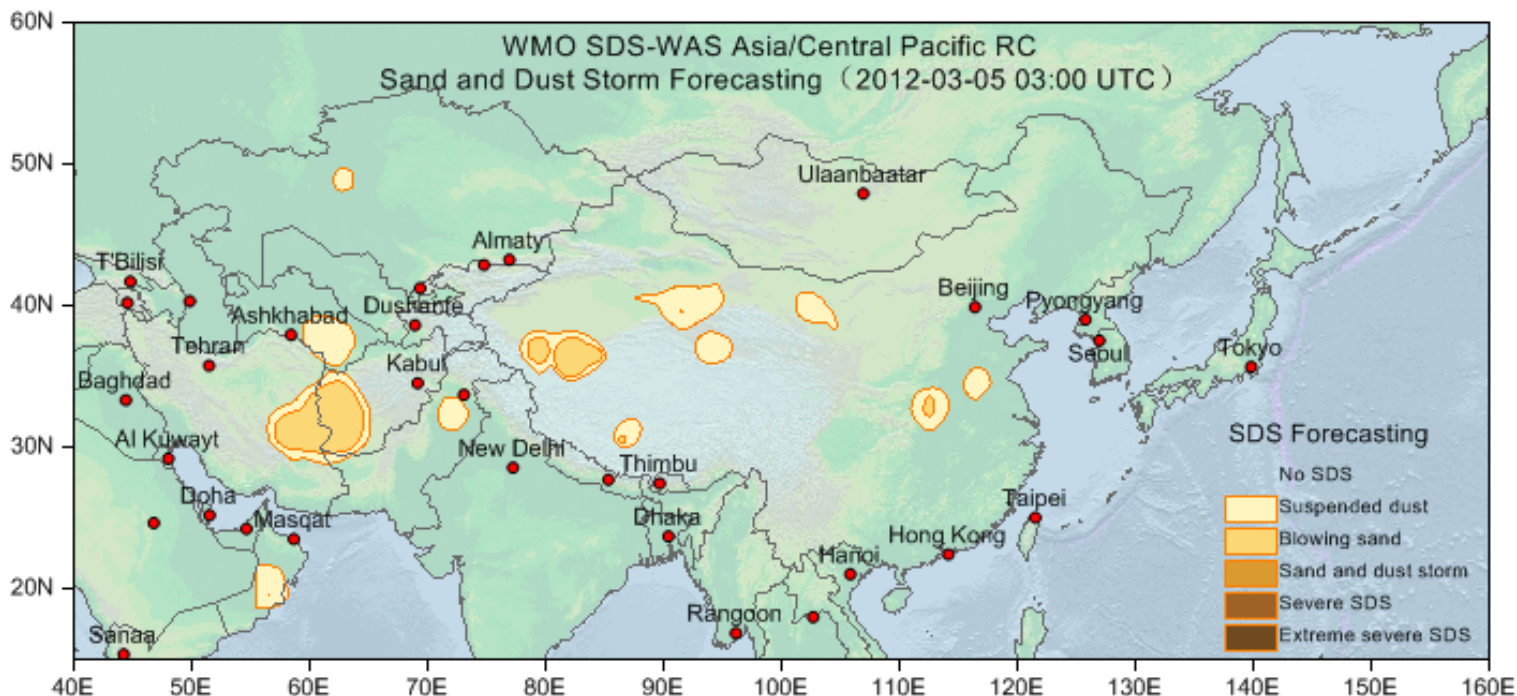 60N
WMO SDS-WAS Asia/Central Pacific RC
Sand and Dust Storm Forecasting（2012-03-05 03:00 UTC）
50N
Ulaanbaatar
Almaty
T'Bilisi
40N
Beijing
Pyongyang
Dushanbe
Ashkhabad
Tehran
Kabul
Seoul
Tokyo
Baghdad
30N
Al Kuwayt
New Delhi
Thimbu
SDS Forecasting
No SDS
Doha
Masqat
Dhaka
Taipei
Suspended dust
Hong Kong
Blowing sand
Hanoi
Sand and dust storm
20N
Rangoon
Severe SDS
Sanaa
Extreme severe SDS
40E 50E 60E 70E 80E 90E 100E 110E 120E 130E 140E 150E 160E